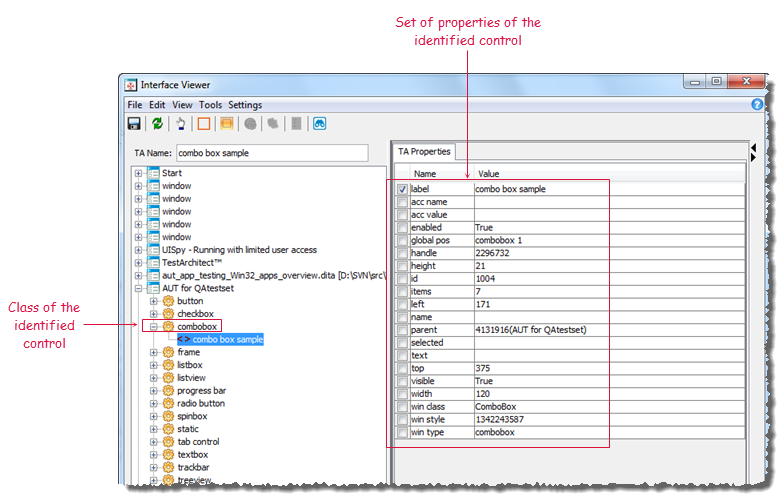 Set of properties of the
identified control
Interface Viewer
File Edit View Tools Settings
TA Name: combo box sample
TA Properties
Name Value
Start
window
window
window
window
window
UISpy - Running with limited user access
TestArchitect™
aut_app_testing_Win32_apps_overview.dita [D:\SVN\src\
AUT for QAtestset
button
checkbox
combobox
< > combo box sample
frame
listbox
listview
progress bar
radio button
spinbox
static
tab control
textbox
trackbar
treeview
Class of the
identified
control
label combo box sample
acc name
acc value
enabled True
global pos combobox 1
handle 2296732
height 21
id 1004
items 7
left 171
name
parent 4131916(AUT for QAtestset)
selected
text
top 375
visible True
width 120
win class ComboBox
win style 1342243587
win type combobox